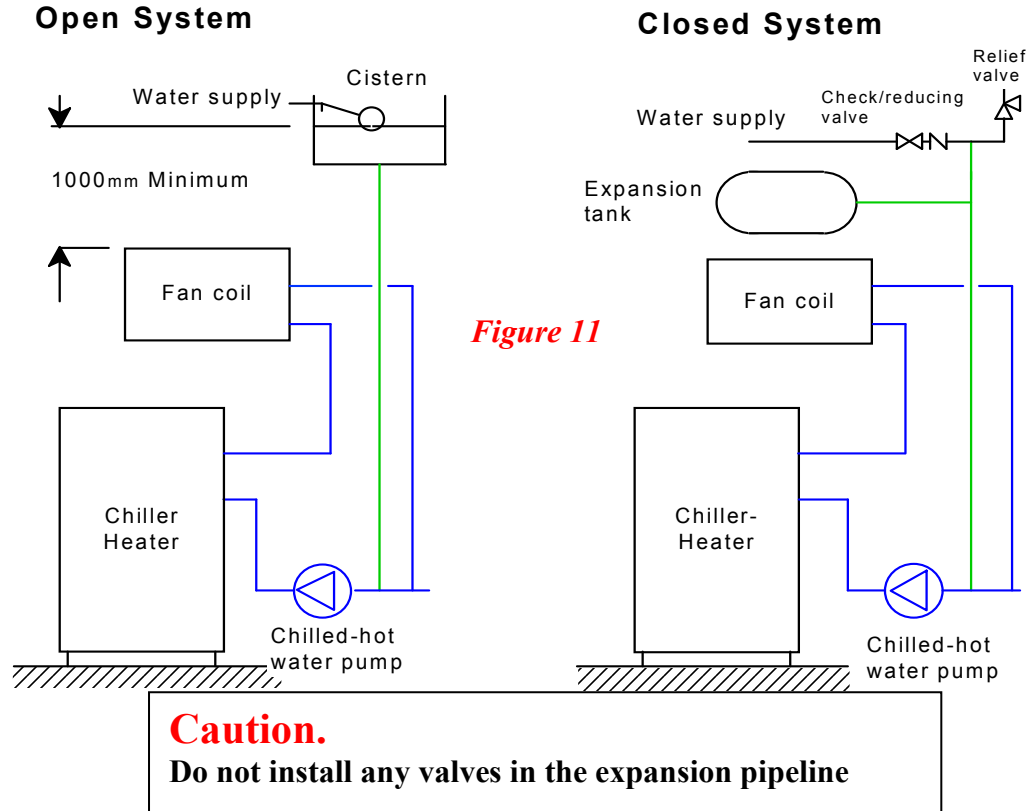 Open System
Closed System
Cistern
Water supply
1000mm Minimum
Fan coil
Chiller
Heater
Chilled-hot
water pump
Figure 11
Relief
valve
Check/reducing
valve
Water supply
Expansion
tank
Fan coil
Chiller-
Heater
Chilled-hot
water pump
Caution.
Do not install any valves in the expansion pipeline